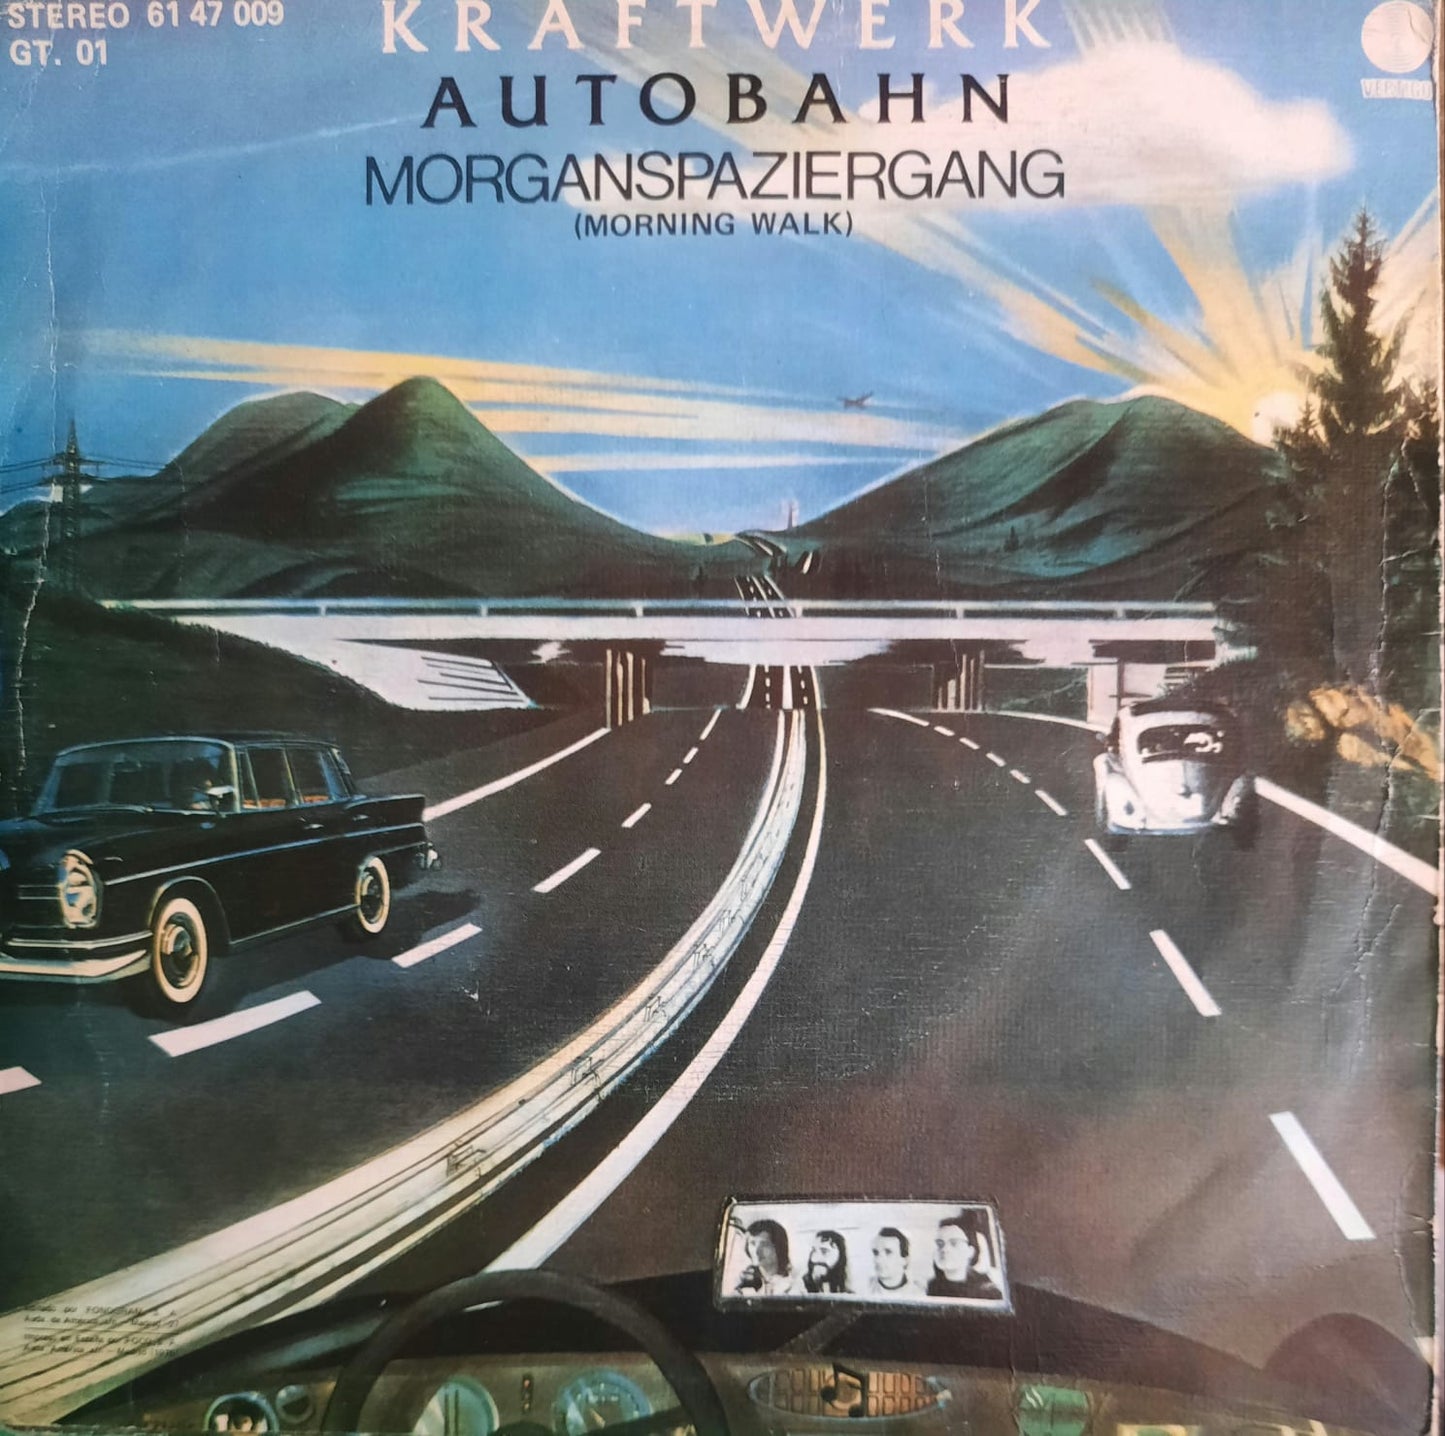 STEREO 61 47 009
GT. 01
KRAFTWERK
AUTOBAHN
MORGANSPAZIERGANG
(MORNING WALK)
VERTIGO